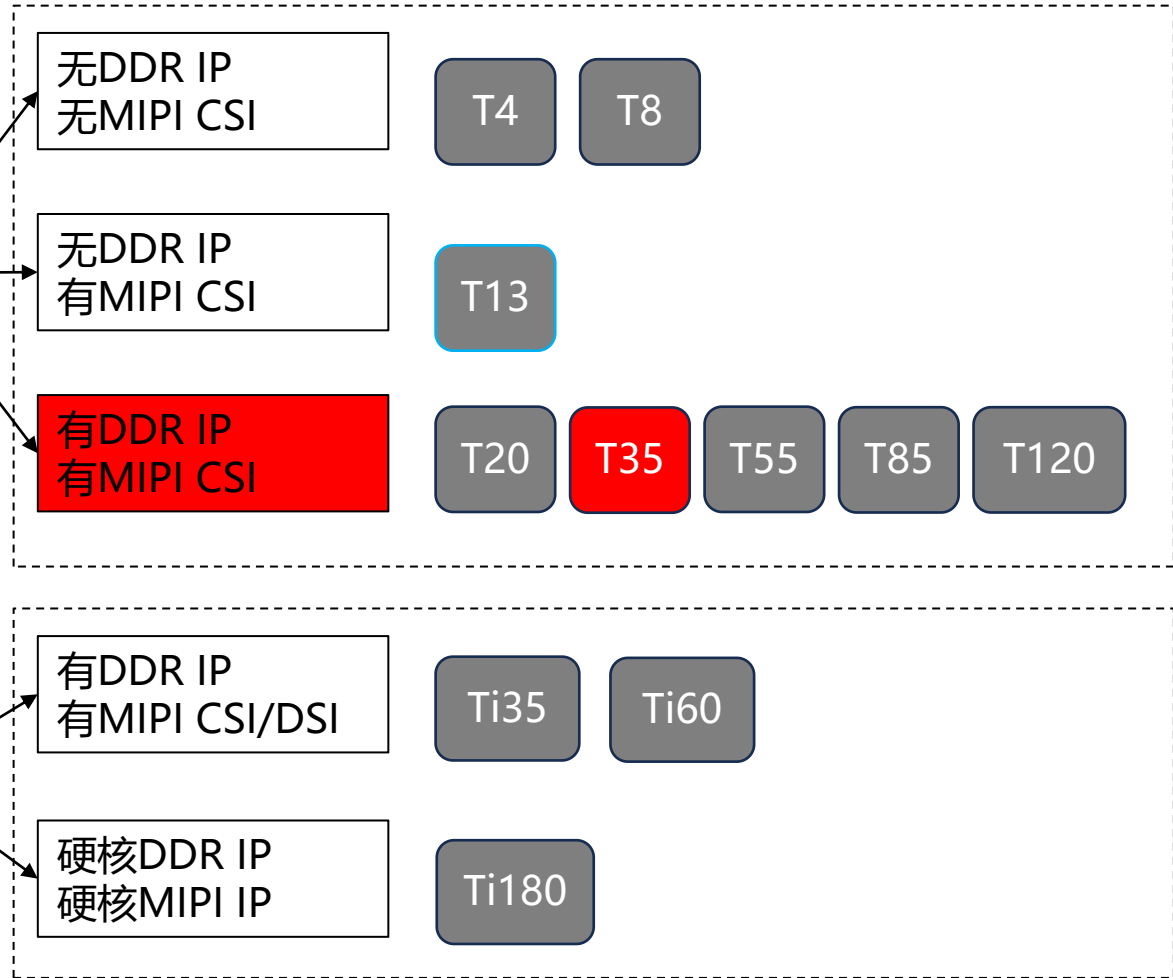 无DDR IP
无MIPI CSI
T4
T8
无DDR IP
有MIPI CSI
T13
有DDR IP
有MIPI CSI
T20
T35
T55
T85
T120
有DDR IP
有MIPI CSI/DSI
Ti35
Ti60
硬核DDR IP
硬核MIPI IP
Ti180